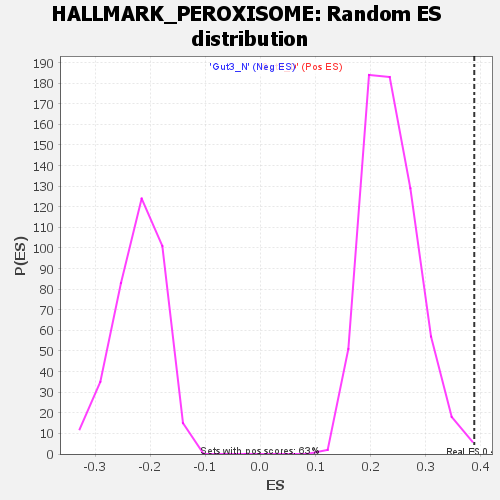 HALLMARK_PEROXISOME: Random ES
distribution
'Gut3_N' (Neg ES)' (Pos ES)
190
180
170
160
150
140
130
120
110
100
90
80
70
60
50
40
30
20
10
0
P(ES)
Sets with pos scores: 63%
Real ES 0.
-0.3 -0.2 -0.1 0.0 0.1 0.2 0.3 0.4
ES